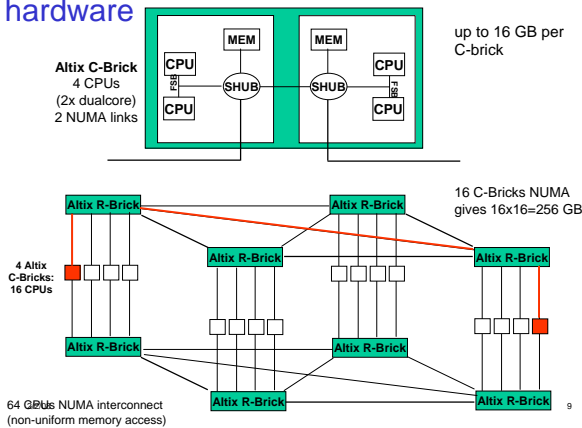 hardware
Altix C-Brick
4 CPUs
(2x dualcore)
2 NUMA links
CPU
FSB
CPU
MEM
SHUB
MEM
SHUB
CPU
FSB
CPU
up to 16 GB per
C-brick
16 C-Bricks NUMA
gives 16x16=256 GB
Altix R-Brick
Altix R-Brick
Altix R-Brick
Altix R-Brick
4 Altix
C-Bricks:
16 CPUs
Altix R-Brick
Altix R-Brick
Altix R-Brick
Altix R-Brick
64 CPUs NUMA interconnect
(non-uniform memory access)
9